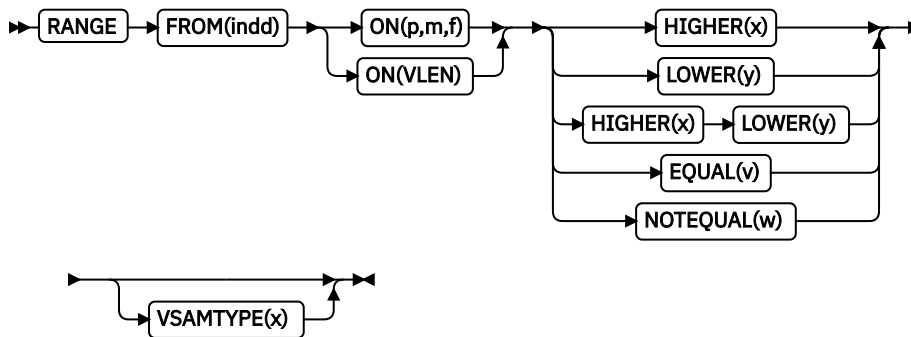 RANGE FROM(indd) ON(p,m,f) HIGHER(x)
ON(VLEN) LOWER(y)
HIGHER(x) LOWER(y)
EQUAL(v)
NOTEQUAL(w)
VSAMTYPE(x)